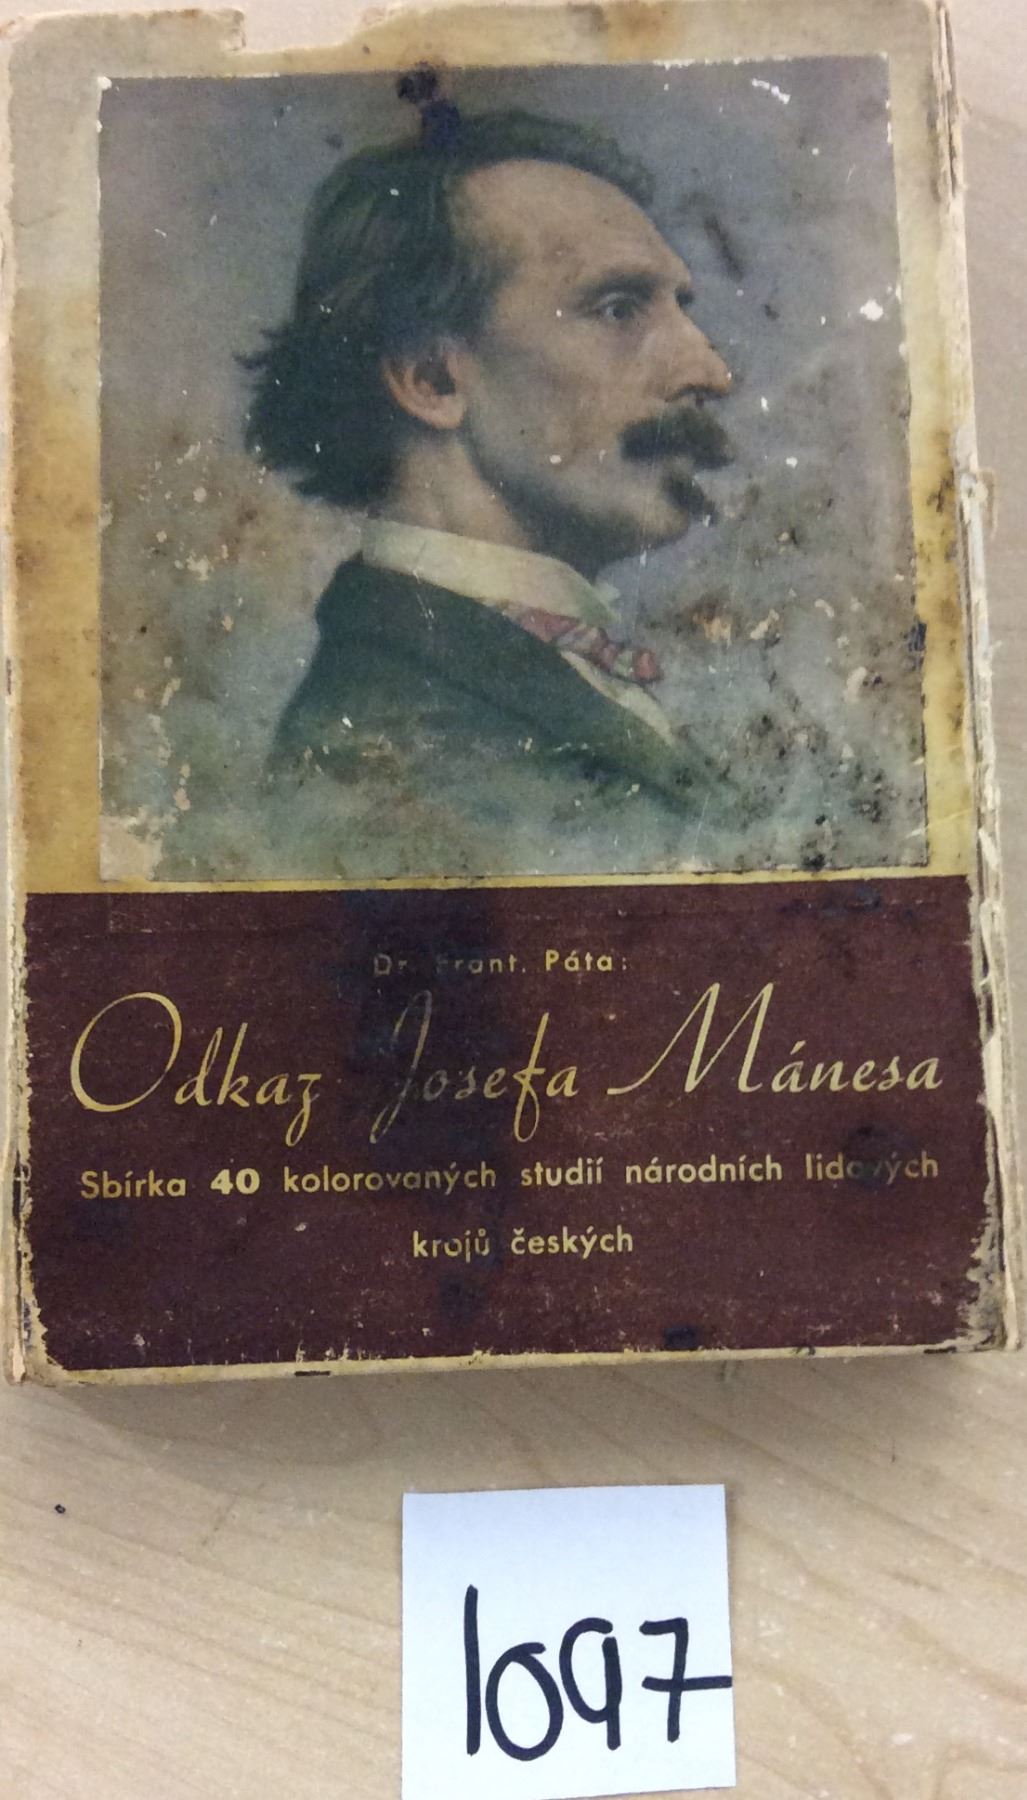 Dr. Frant. Páta:
Odkaz Josefa Mánesa
Sbírka 40 kolorovaných studií národních lidových
krojů českých
1097